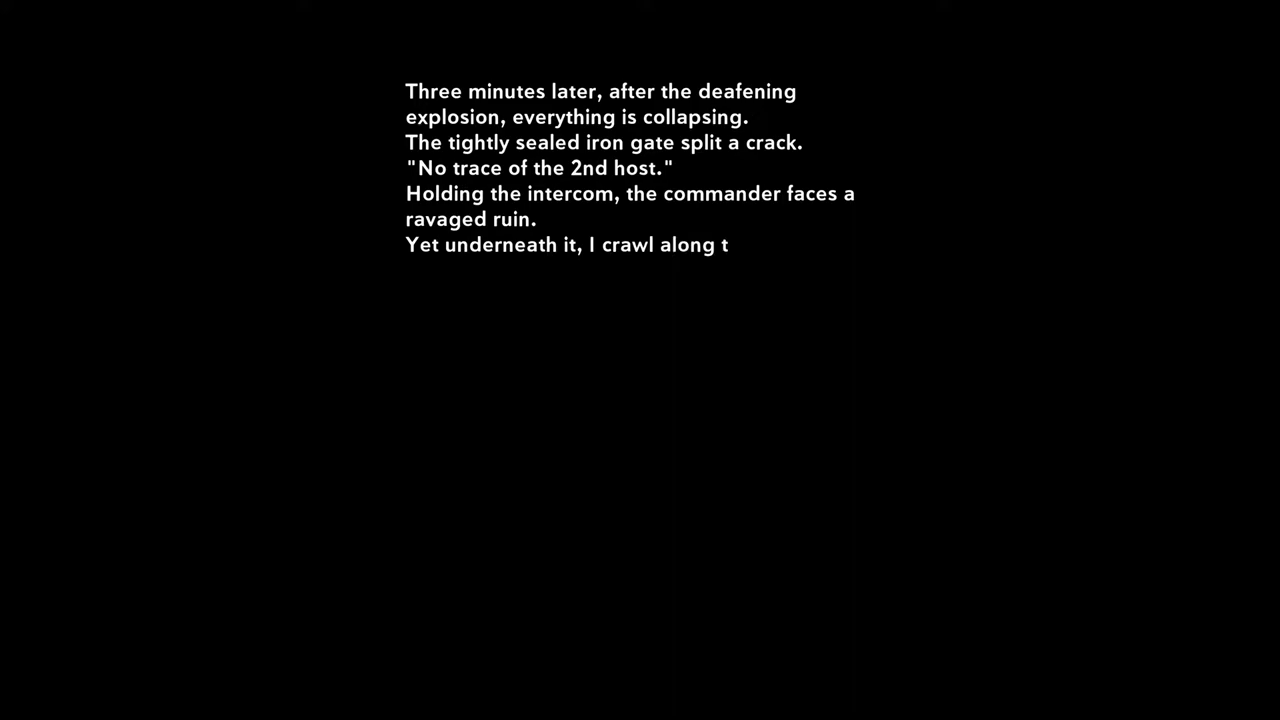 Three minutes later, after the deafening
explosion, everything is collapsing.
The tightly sealed iron gate split a crack.
"No trace of the 2nd host."
Holding the intercom, the commander faces a
ravaged ruin.
Yet underneath it, I crawl along t